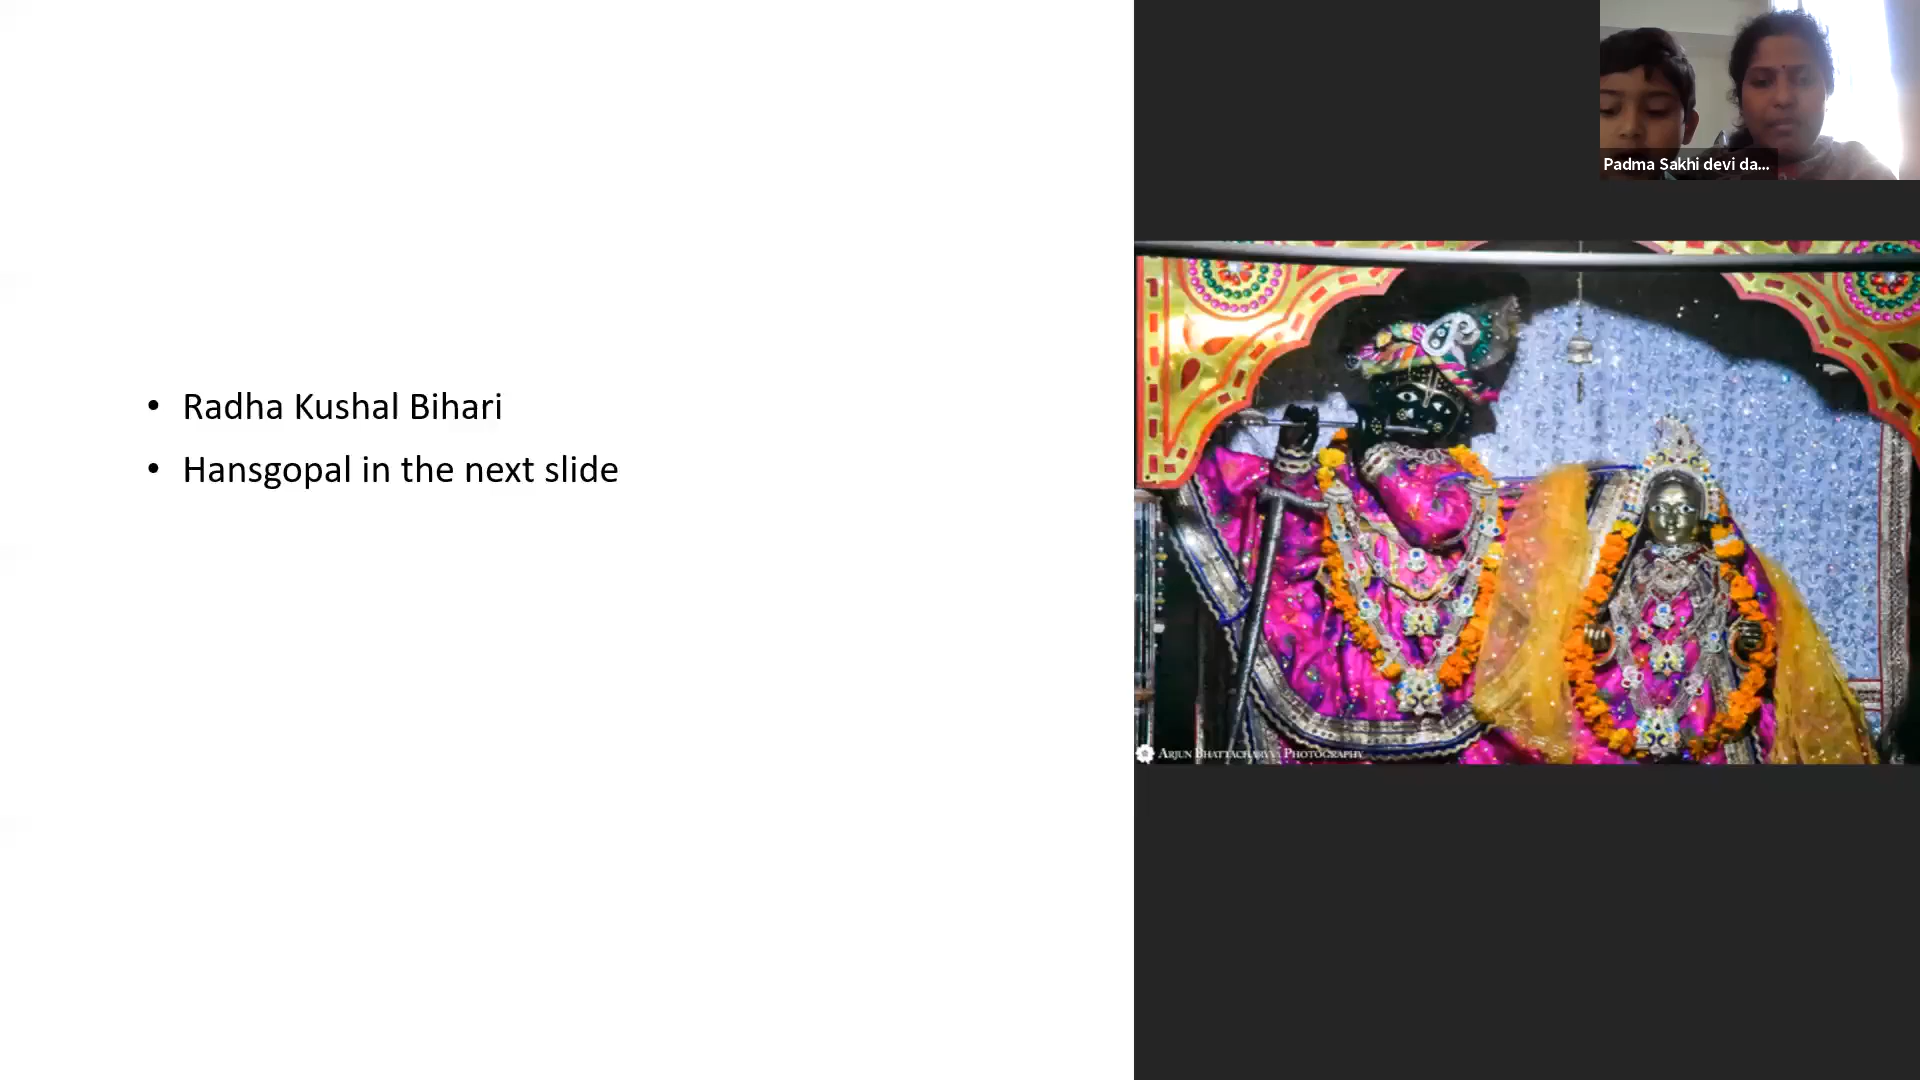 Padma Sakhi devi da...
• Radha Kushal Bihari
• Hansgopal in the next slide
Arjun Bhattacharya Photography